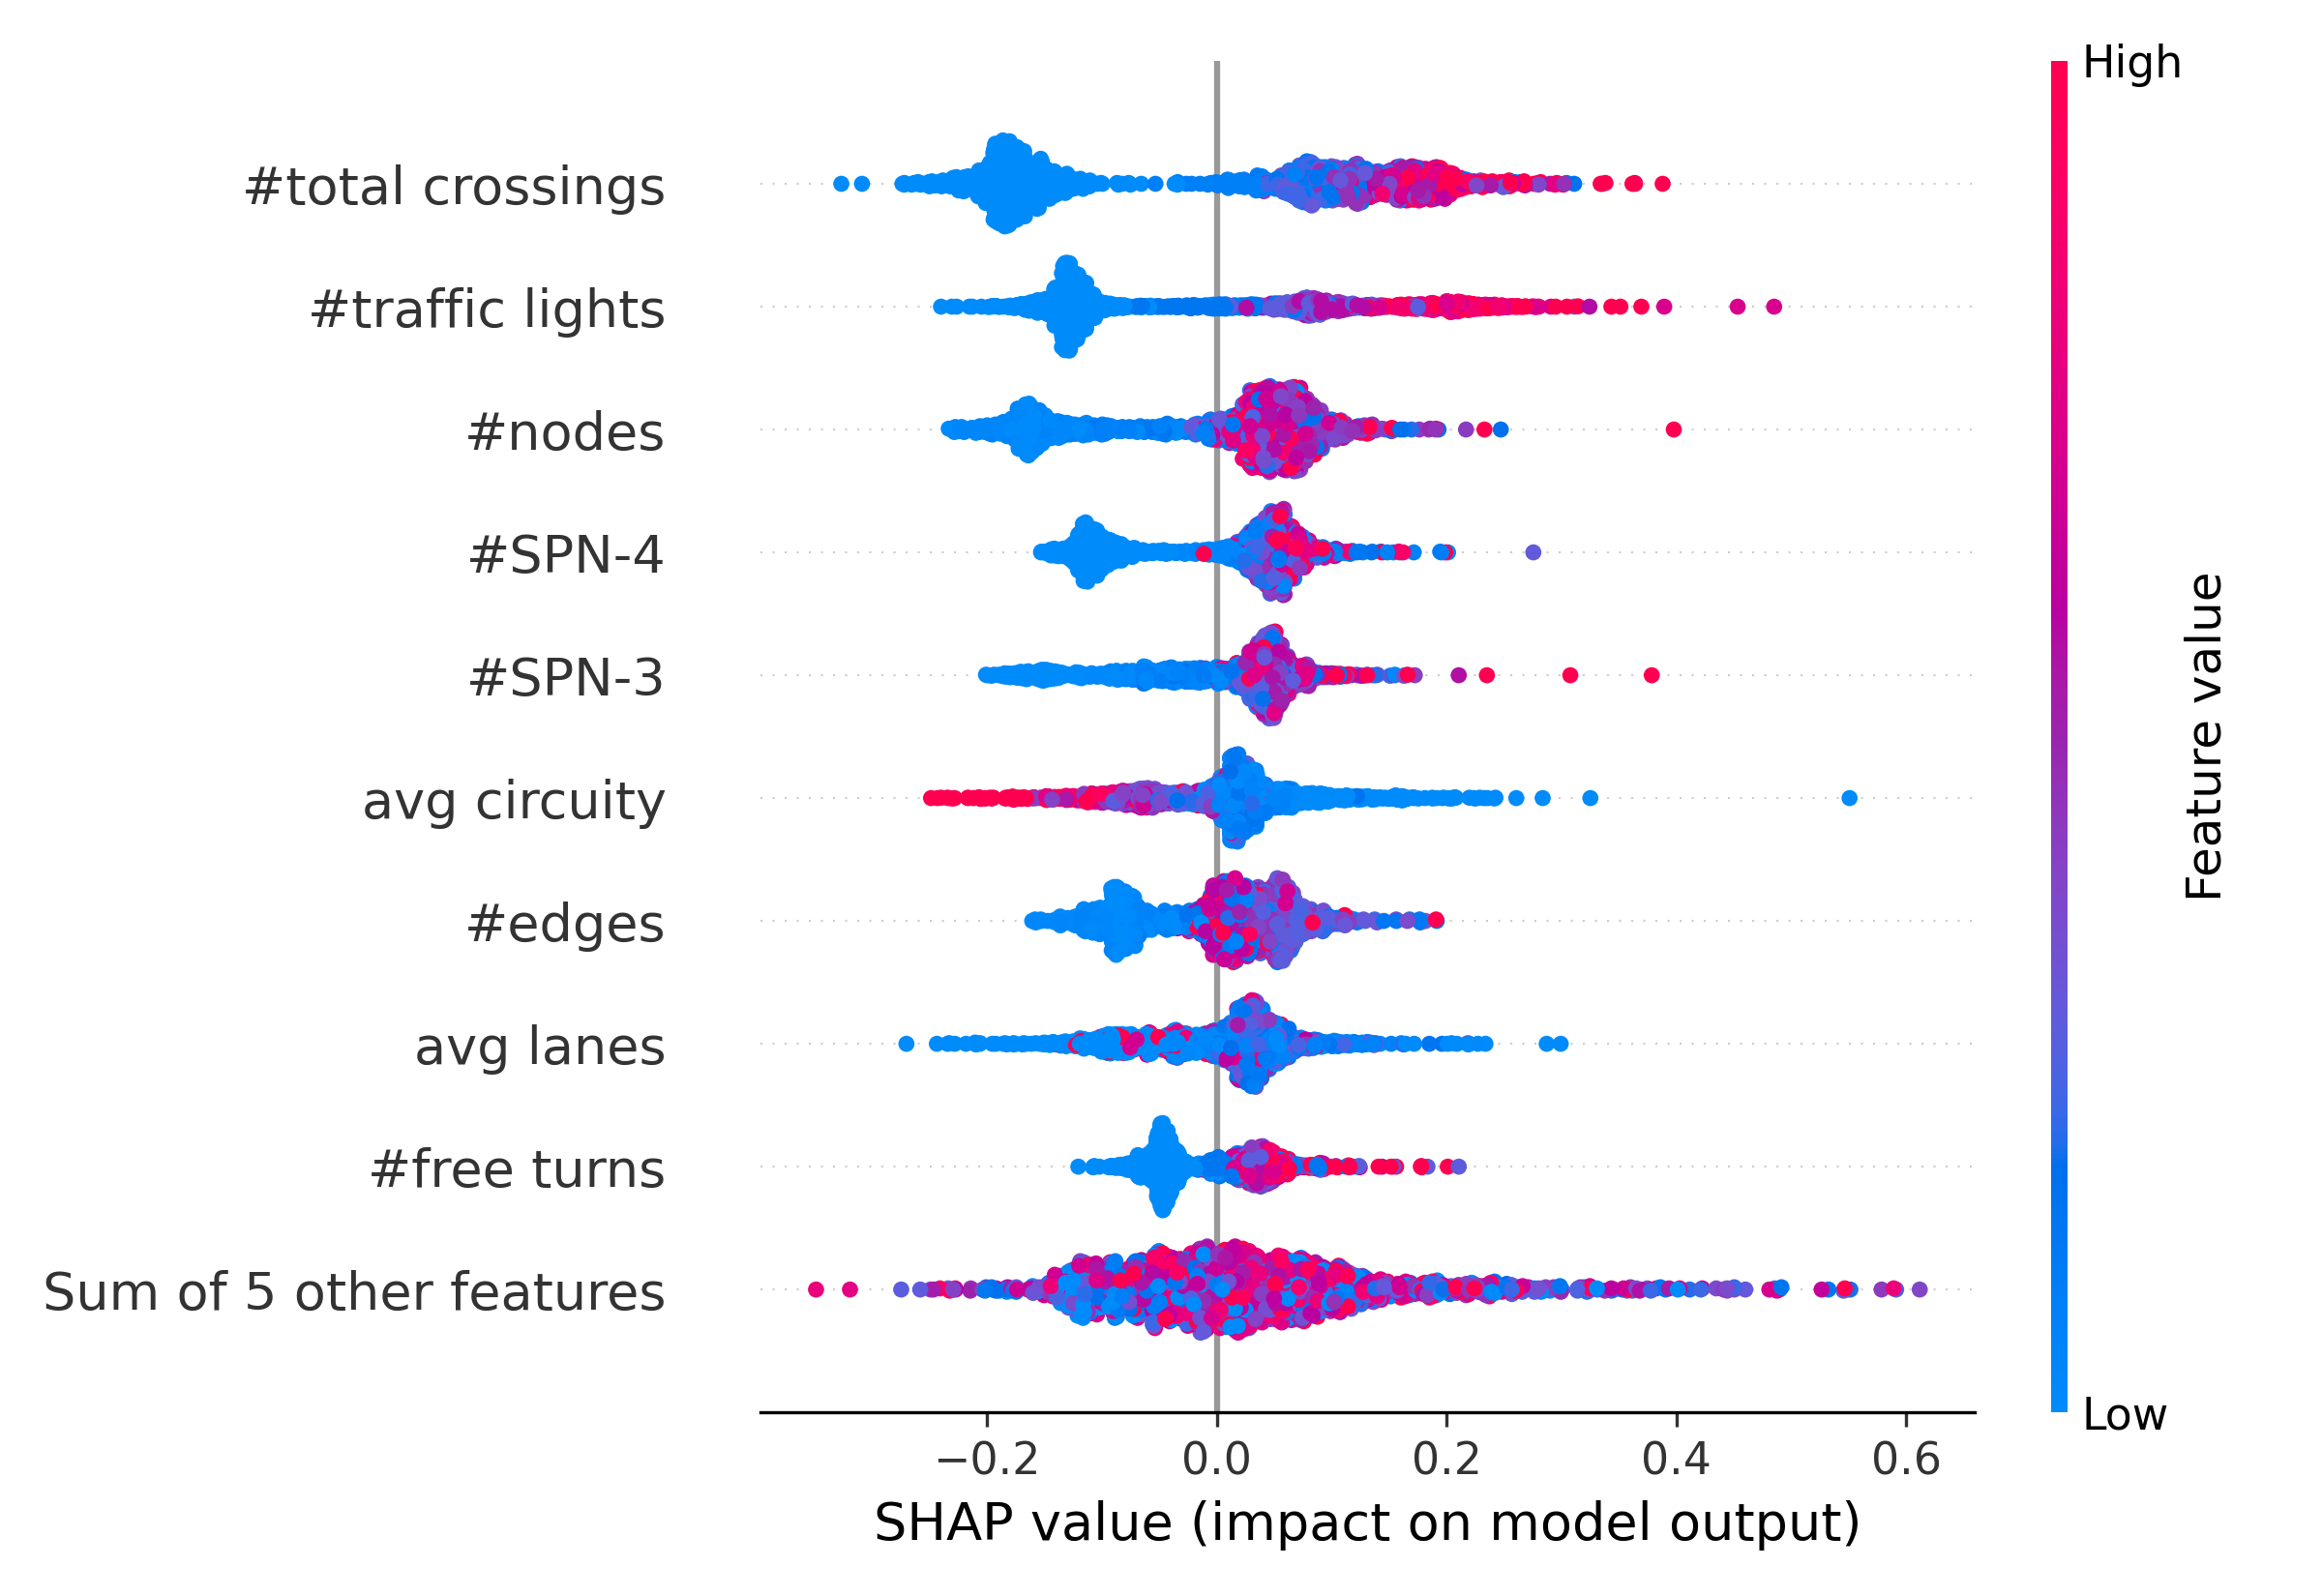 High
#total crossings
#traffic lights
#nodes
#SPN-4
#SPN-3
avg circuity
#edges
avg lanes
#free turns
Sum of 5 other features
Feature value
Low
−0.2 0.0 0.2 0.4 0.6
SHAP value (impact on model output)